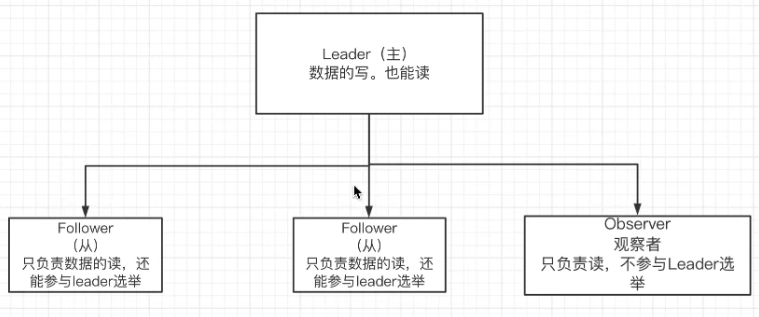 Leader（主）
数据的写。也能读
Follower
（从）
只负责数据的读，还
能参与leader选举
Follower
（从）
只负责数据的读，还
能参与leader选举
Observer
观察者
只负责读，不参与Leader选
举